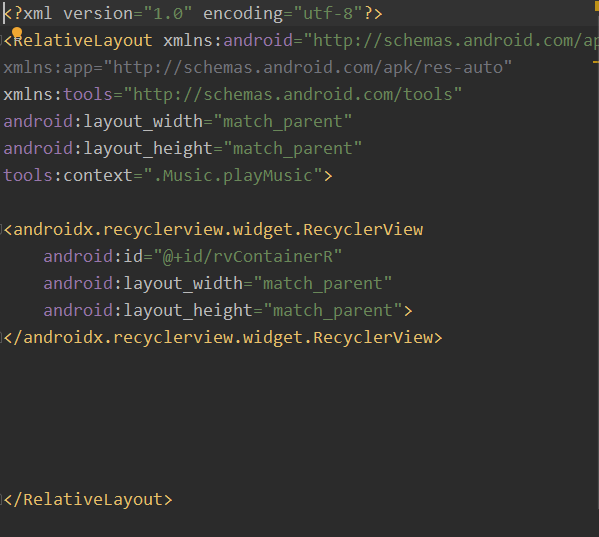 <?xml version="1.0" encoding="utf-8"?>
<RelativeLayout xmlns:android="http://schemas.android.com/ap
xmlns:app="http://schemas.android.com/apk/res-auto"
xmlns:tools="http://schemas.android.com/tools"
android:layout_width="match_parent"
android:layout_height="match_parent"
tools:context=".Music.playMusic">
<androidx.recyclerview.widget.RecyclerView
android:id="@+id/rvContainerR"
android:layout_width="match_parent"
android:layout_height="match_parent">
</androidx.recyclerview.widget.RecyclerView>
</RelativeLayout>